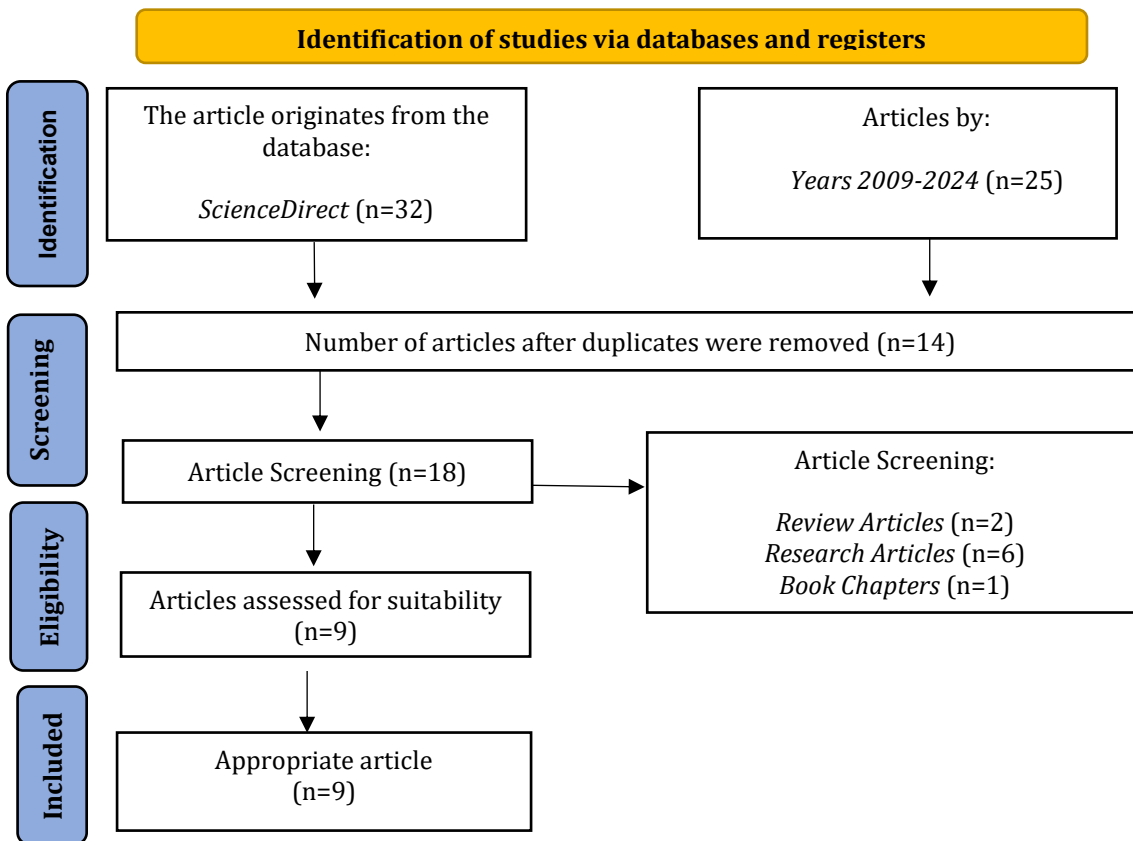 Identification of studies via databases and registers
Identification
The article originates from the
database:
ScienceDirect (n=32)
Articles by:
Years 2009-2024 (n=25)
Screening
Number of articles after duplicates were removed (n=14)
Article Screening (n=18)
Article Screening:
Review Articles (n=2)
Research Articles (n=6)
Book Chapters (n=1)
Eligibility
Articles assessed for suitability
(n=9)
Included
Appropriate article
(n=9)